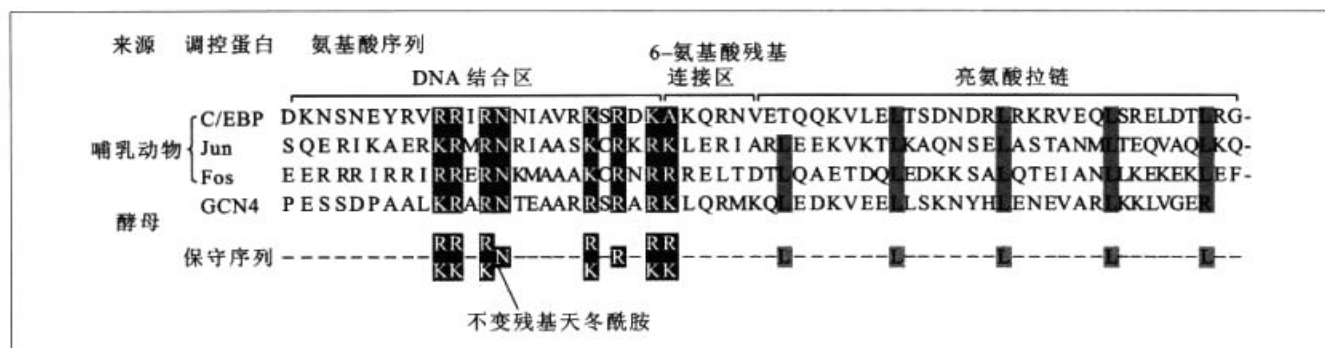 来源 调控蛋白 氨基酸序列
6-氨基酸残基
DNA 结合区 连接区 亮氨酸拉链
C/EBP DKNSNEYRVRRIRNNIAVRKSRDKAKQRNVETQQKVLELTSDNDRLRKRVEQLSRELDTLRG-
哺乳动物 Jun SQERIKAERKRMRNRIAASKCRKRKLERIARLEEKVKTLKAQNSELASTANMLTEQVAQLKQ-
Fos EERRRIRRIRRERNKMAAAKCRNRRRELTDTLQAETDQLEDKKSALQTEIANLLKEKEKLEF-
酵母 GCN4 PESSDPAALKRARNTEAARRSRARKLQRMKQLEDKVEELLSKNYHLENEVARLKKLVGER
RR R R RR
保守序列 ----------N------R-------L------L------L------L-----L--
KK K K KK
不变残基天冬酰胺